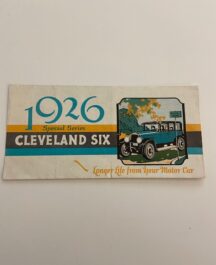 1926
Special Series
CLEVELAND SIX
Longer Life from Your Motor Car